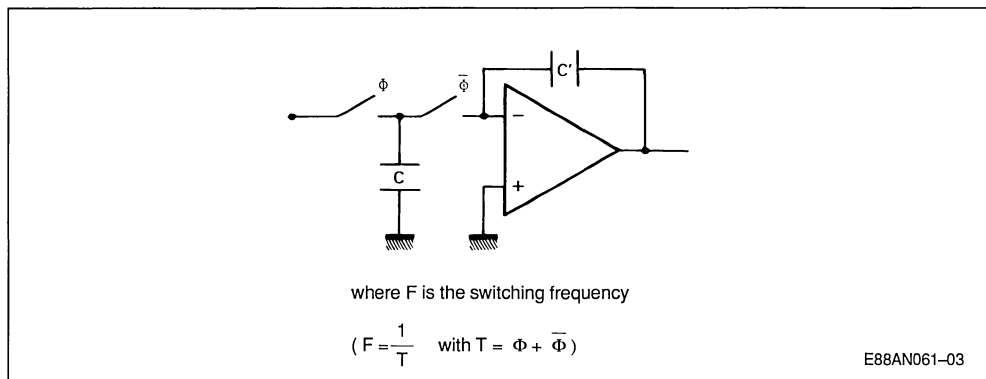 Φ
Φ̅
C'
−
C
+
where F is the switching frequency
( F = 1/T with T = Φ + Φ̅ )
E88AN061–03